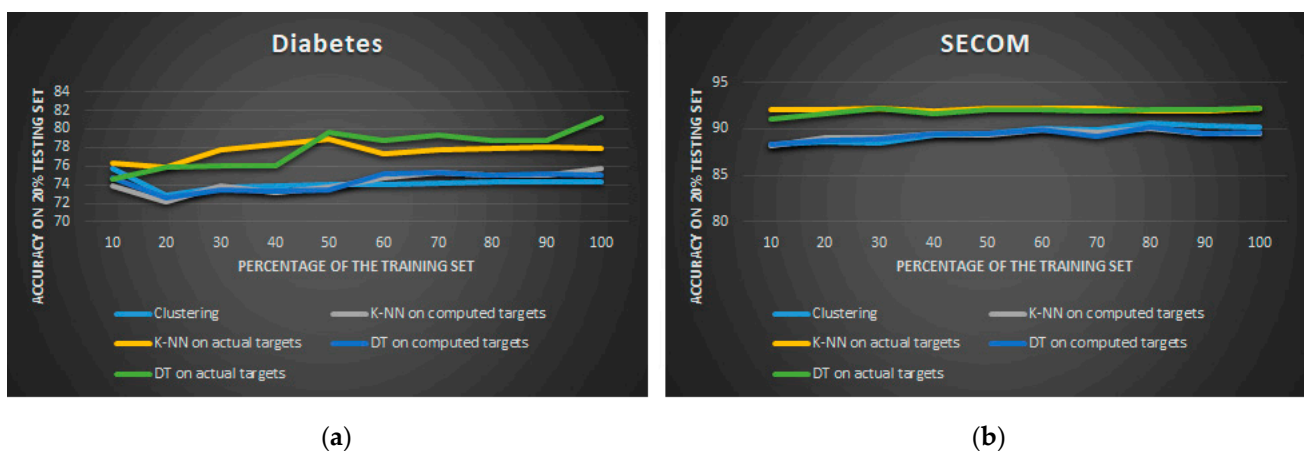 Diabetes
ACCURACY ON 20% TESTING SET
84
82
80
78
76
74
72
70
10 20 30 40 50 60 70 80 90 100
PERCENTAGE OF THE TRAINING SET
Clustering K-NN on computed targets
K-NN on actual targets DT on computed targets
DT on actual targets
(a)
SECOM
ACCURACY ON 20% TESTING SET
95
90
85
80
10 20 30 40 50 60 70 80 90 100
PERCENTAGE OF THE TRAINING SET
Clustering K-NN on computed targets
K-NN on actual targets DT on computed targets
DT on actual targets
(b)